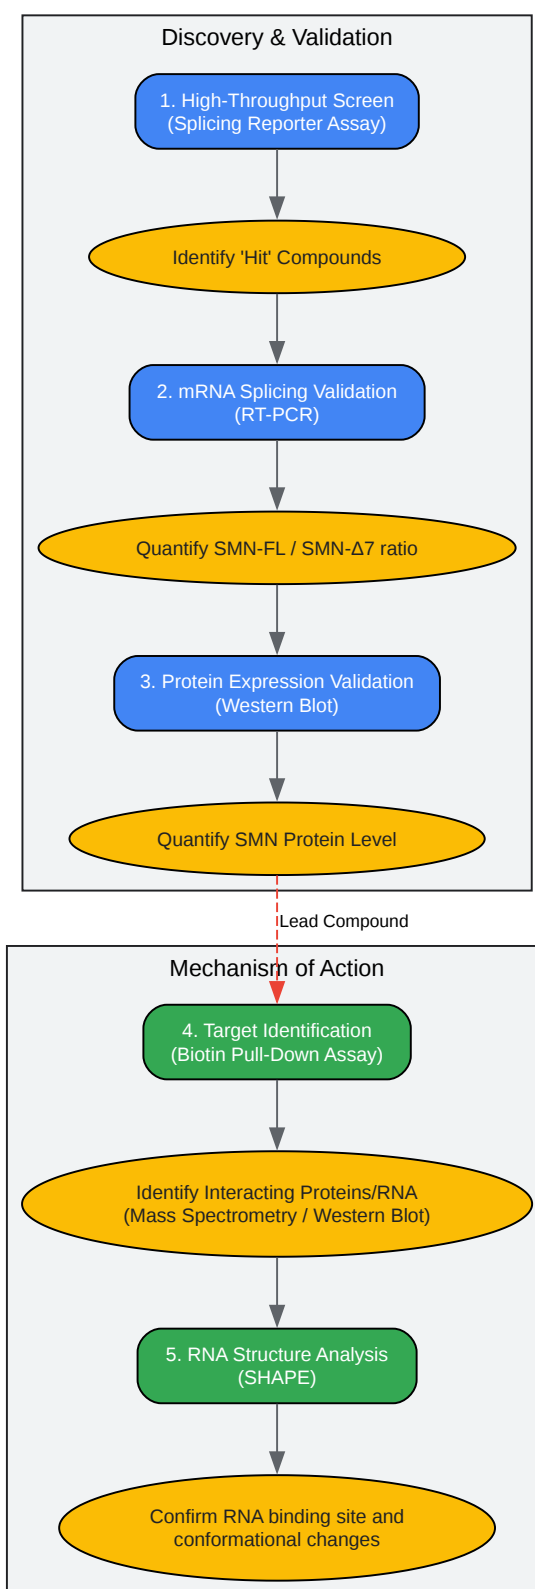 Discovery & Validation
1. High-Throughput Screen
(Splicing Reporter Assay)
Identify 'Hit' Compounds
2. mRNA Splicing Validation
(RT-PCR)
Quantify SMN-FL / SMN-Δ7 ratio
3. Protein Expression Validation
(Western Blot)
Quantify SMN Protein Level
Lead Compound
Mechanism of Action
4. Target Identification
(Biotin Pull-Down Assay)
Identify Interacting Proteins/RNA
(Mass Spectrometry / Western Blot)
5. RNA Structure Analysis
(SHAPE)
Confirm RNA binding site and
conformational changes